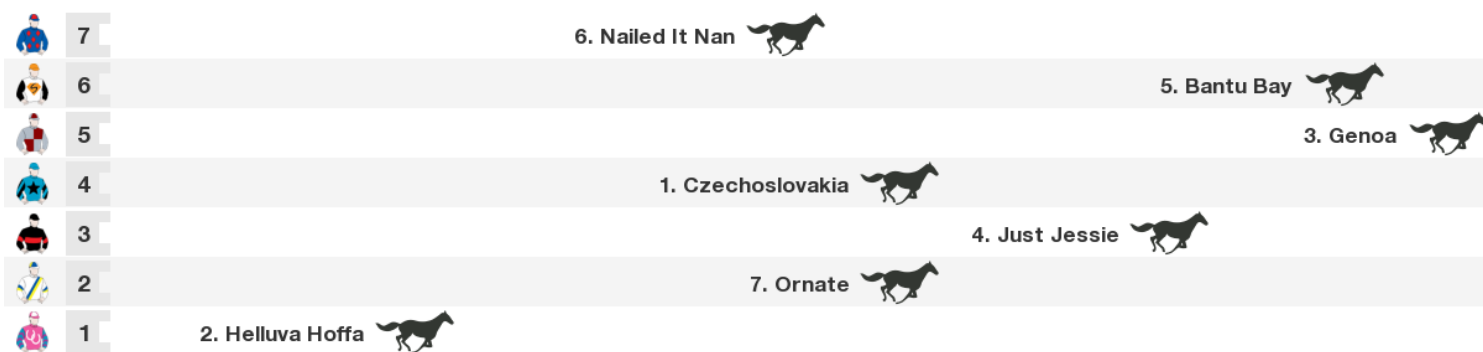 7 6. Nailed It Nan
6 5. Bantu Bay
5 3. Genoa
4 1. Czechoslovakia
3 4. Just Jessie
2 7. Ornate
1 2. Helluva Hoffa